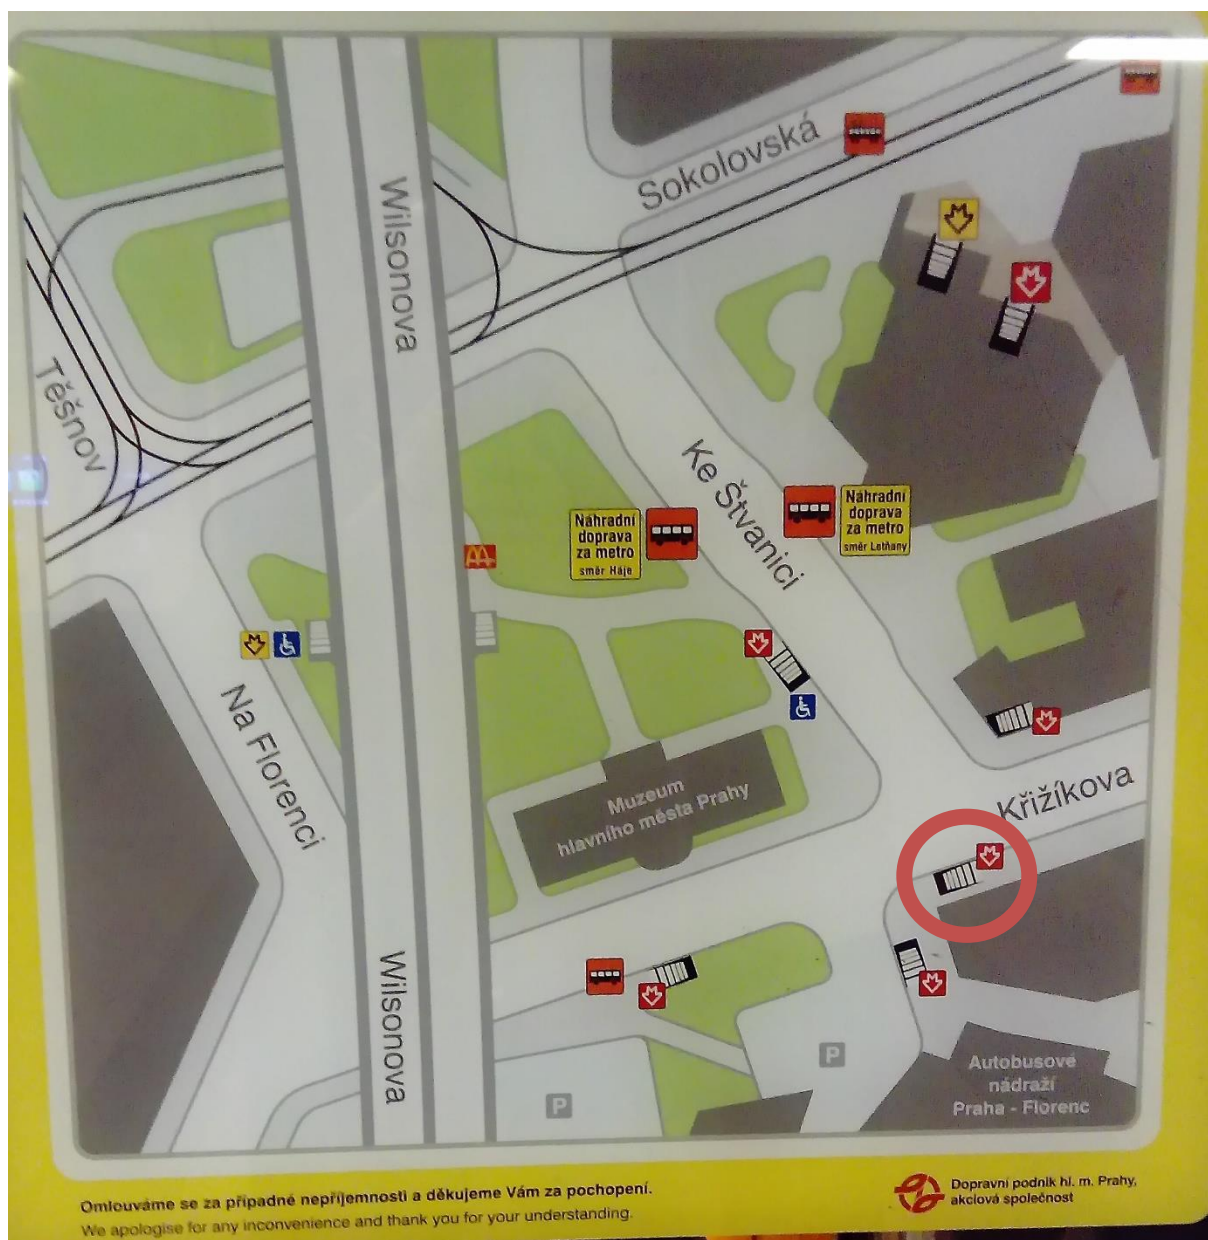 Sokolovská
Wilsonova
Těšnov
Ke Štvanici
Náhradní
doprava
za metro
směr Háje
Náhradní
doprava
za metro
směr Letňany
Na Florenci
Muzeum
hlavního města Prahy
Křižíkova
Wilsonova
P
P
Autobusové
nádraží
Praha - Florenc
Omlouváme se za případné nepříjemnosti a děkujeme Vám za pochopení.
We apologise for any inconvenience and thank you for your understanding.
Dopravní podnik hl. m. Prahy,
akciová společnost